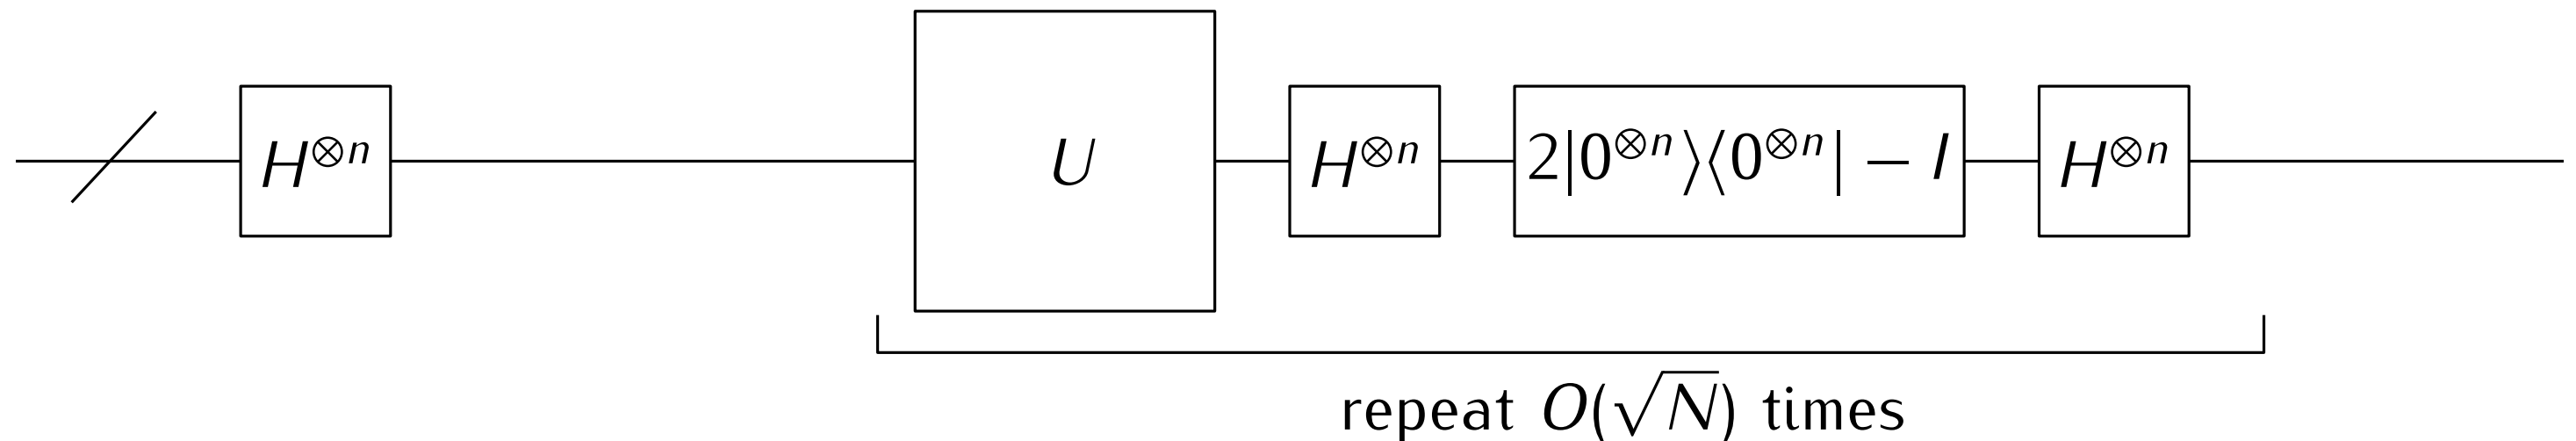 H⊗n
U
H⊗n
2|0⊗n⟩⟨0⊗n| − I
H⊗n
repeat O(√N) times